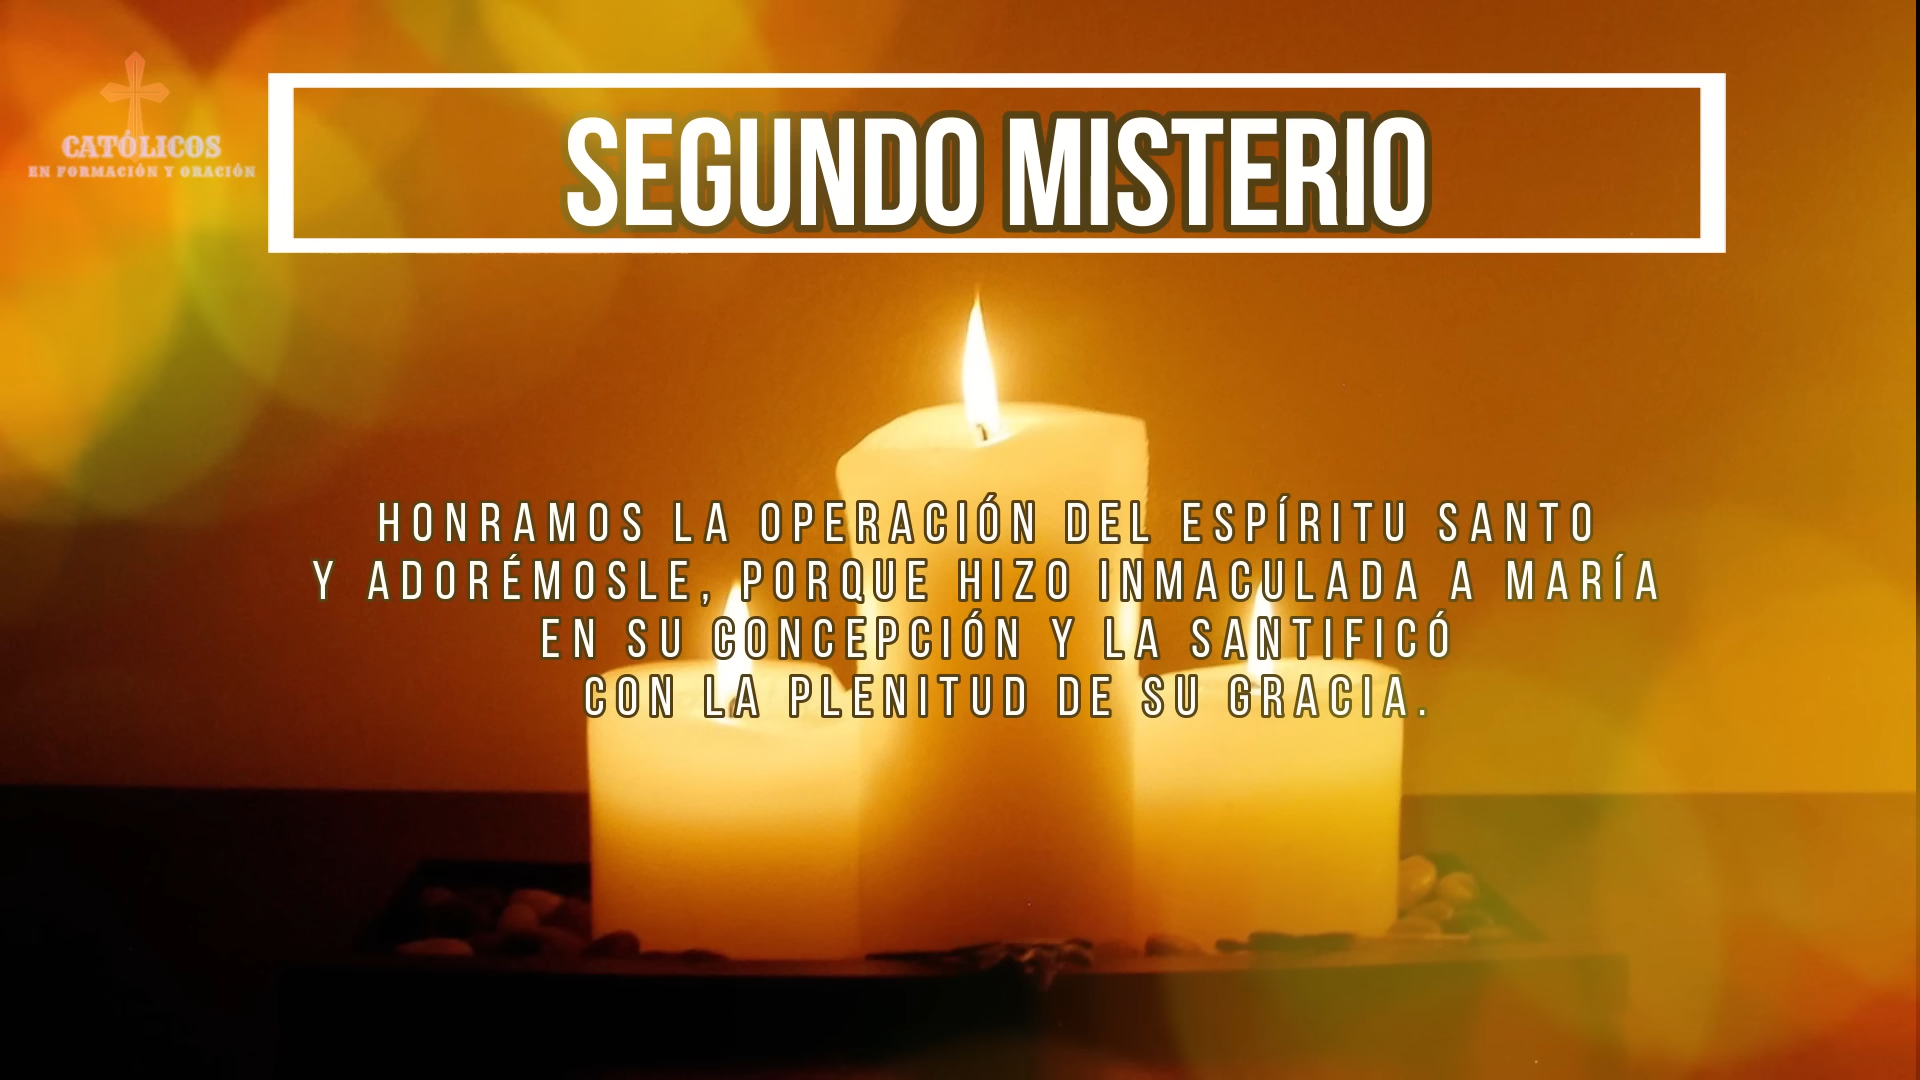 CATÓLICOS
EN FORMACIÓN Y ORACIÓN
SEGUNDO MISTERIO
HONRAMOS LA OPERACIÓN DEL ESPÍRITU SANTO
Y ADORÉMOSLE, PORQUE HIZO INMACULADA A MARÍA
EN SU CONCEPCIÓN Y LA SANTIFICÓ
CON LA PLENITUD DE SU GRACIA.